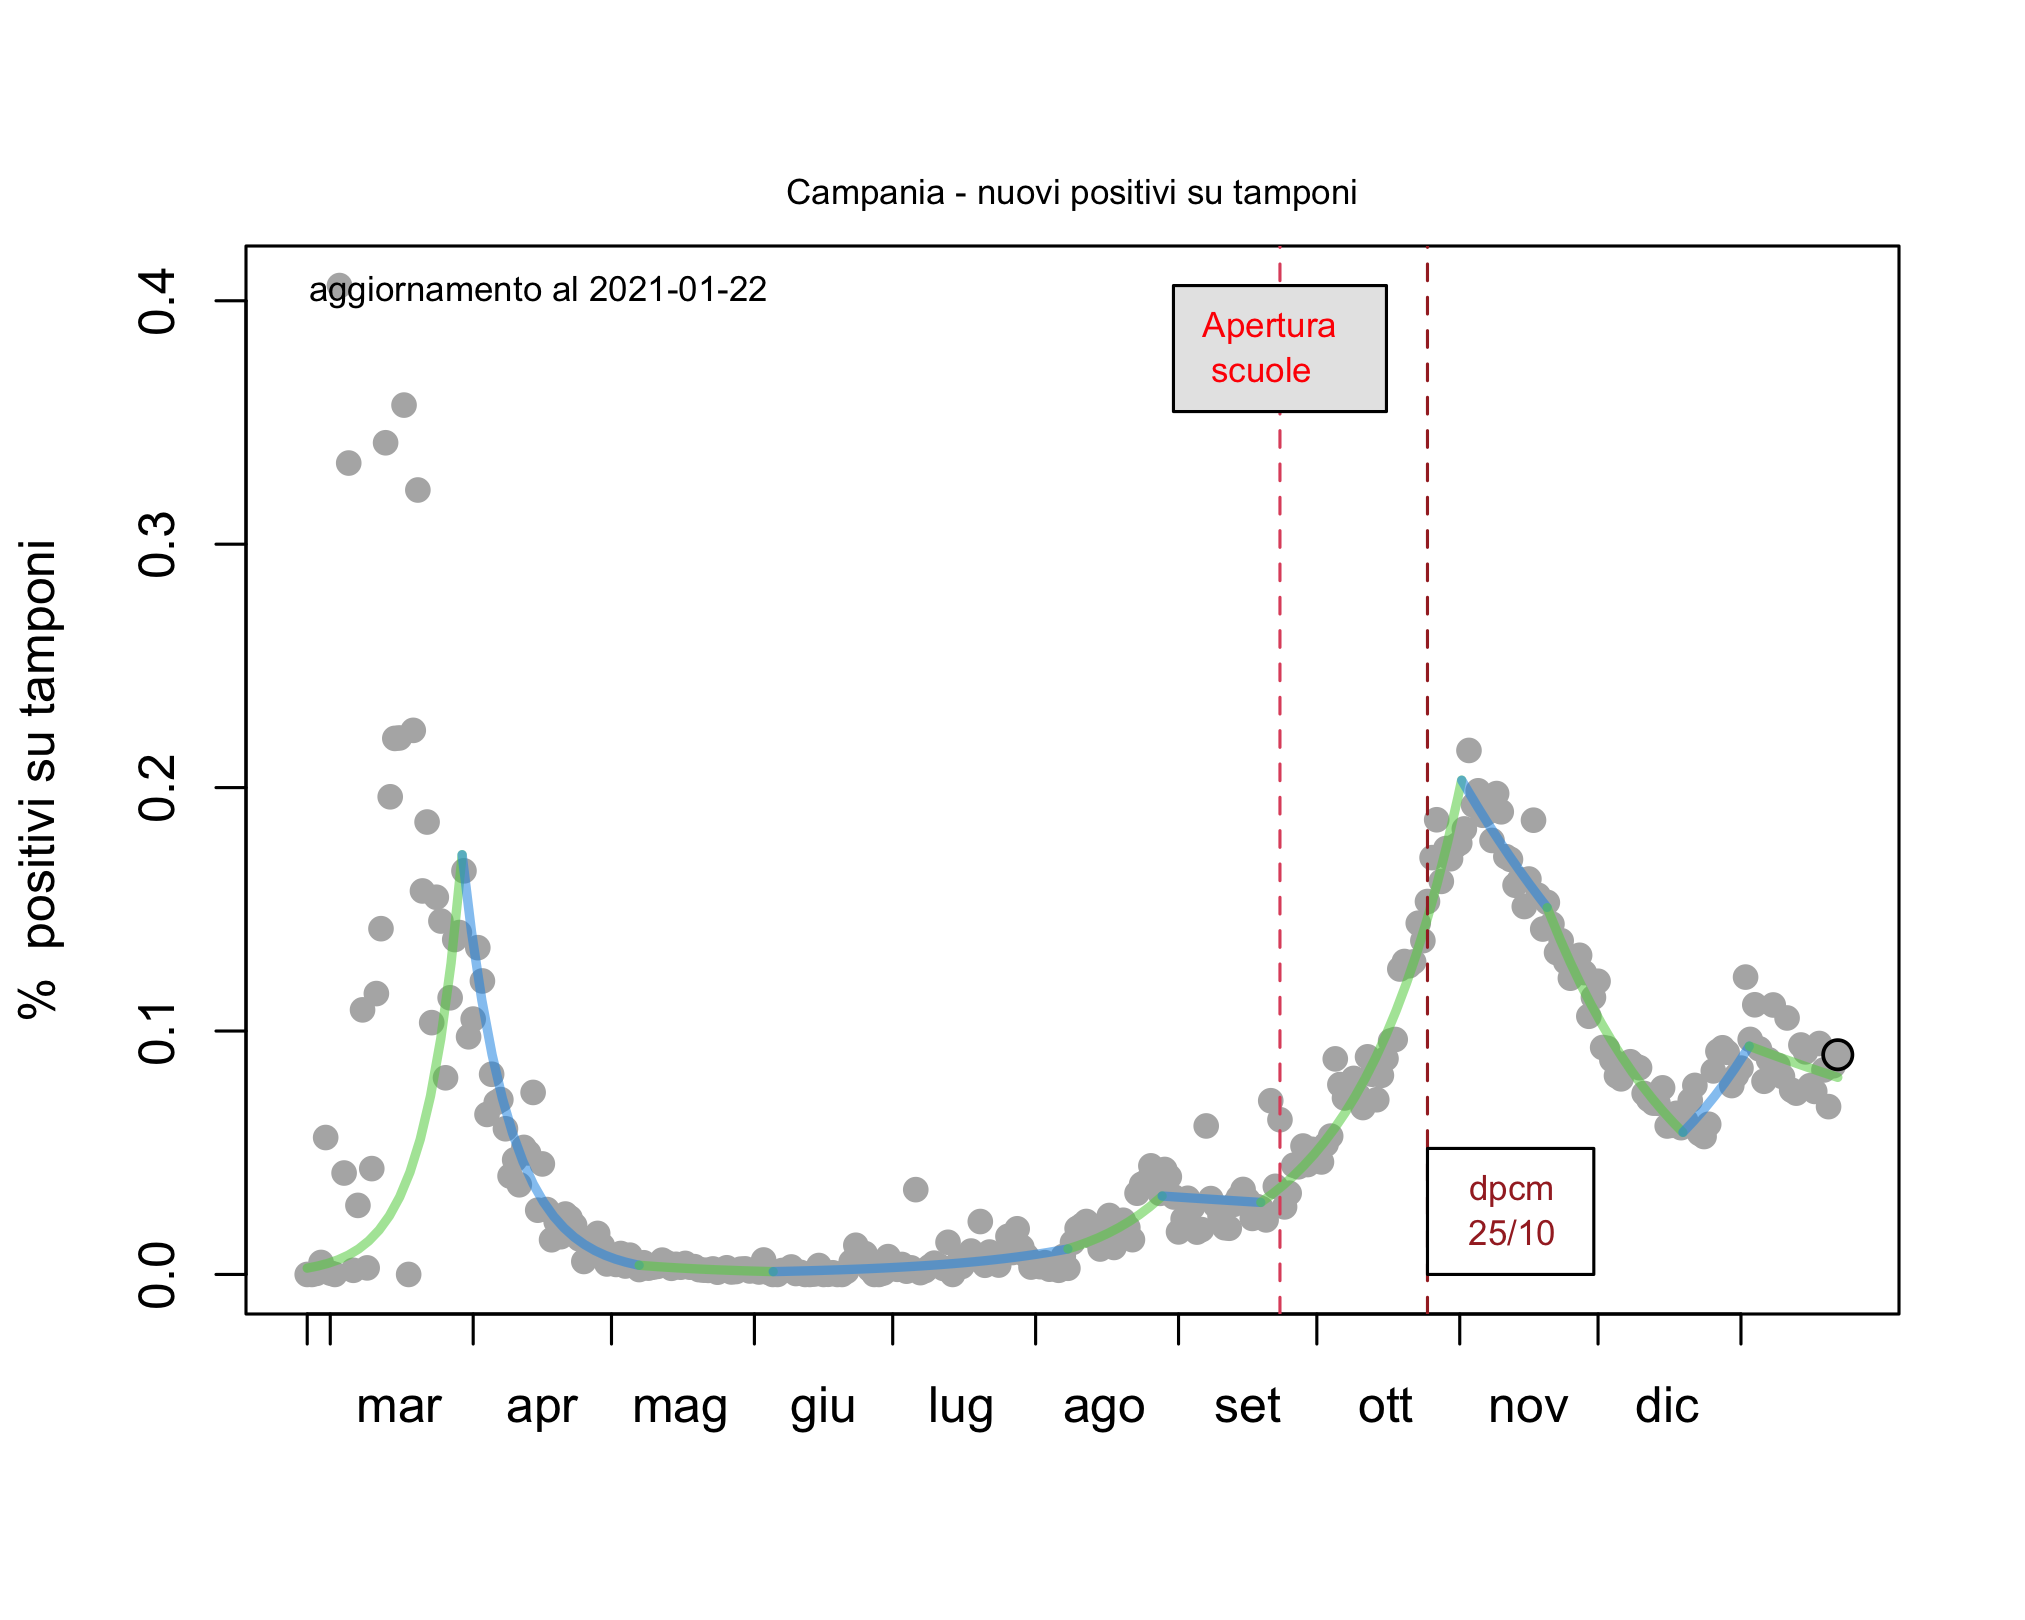 Campania - nuovi positivi su tamponi
aggiornamento al 2021-01-22
Apertura
scuole
dpcm
25/10
% positivi su tamponi
0.4
0.3
0.2
0.1
0.0
mar apr mag giu lug ago set ott nov dic